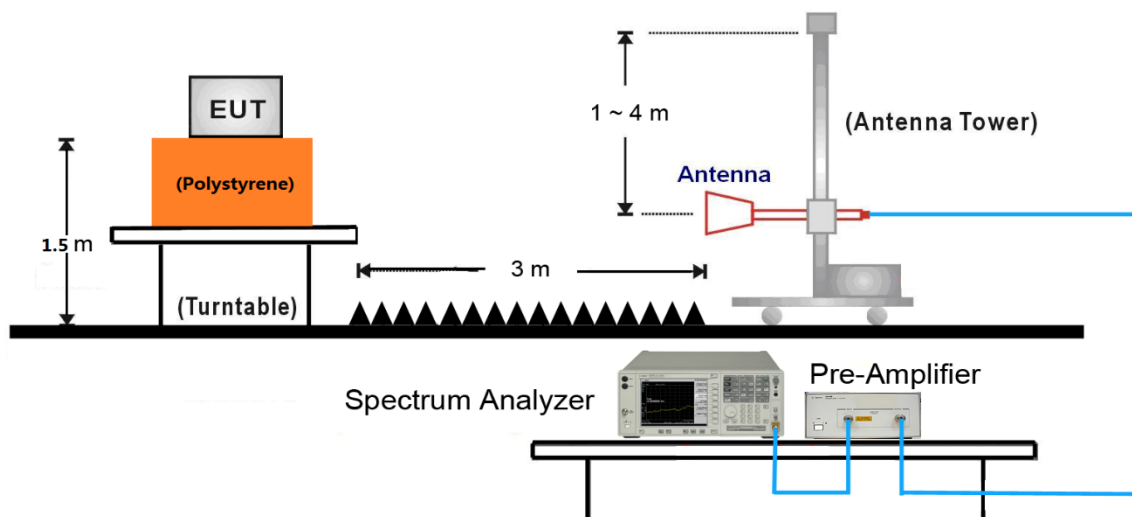 EUT
(Polystyrene)
1.5 m
(Turntable)
3 m
1 ~ 4 m
Antenna
(Antenna Tower)
Spectrum Analyzer
Pre-Amplifier